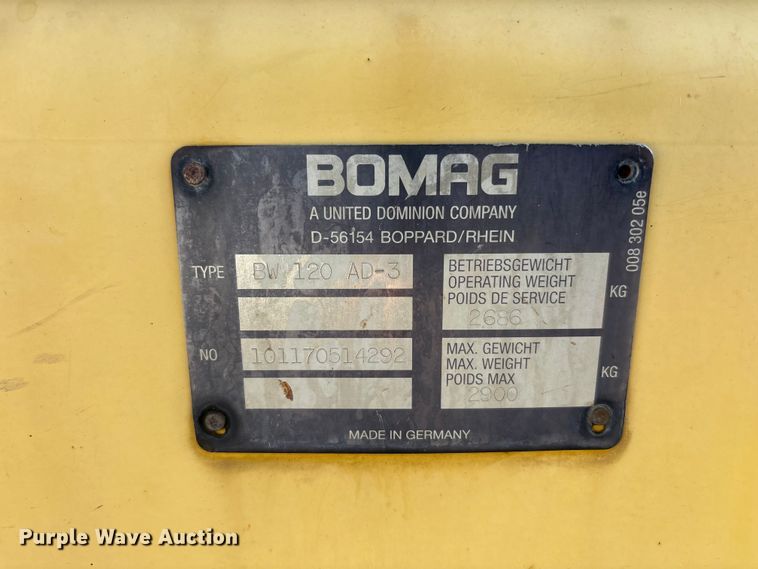 BOMAG
A UNITED DOMINION COMPANY
D-56154 BOPPARD/RHEIN
008 302 05e
TYPE BW 120 AD-3
BETRIEBSGEWICHT
OPERATING WEIGHT
POIDS DE SERVICE
2686 KG
NO 101170514292
MAX. GEWICHT
MAX. WEIGHT
POIDS MAX
2900 KG
MADE IN GERMANY
Purple Wave Auction